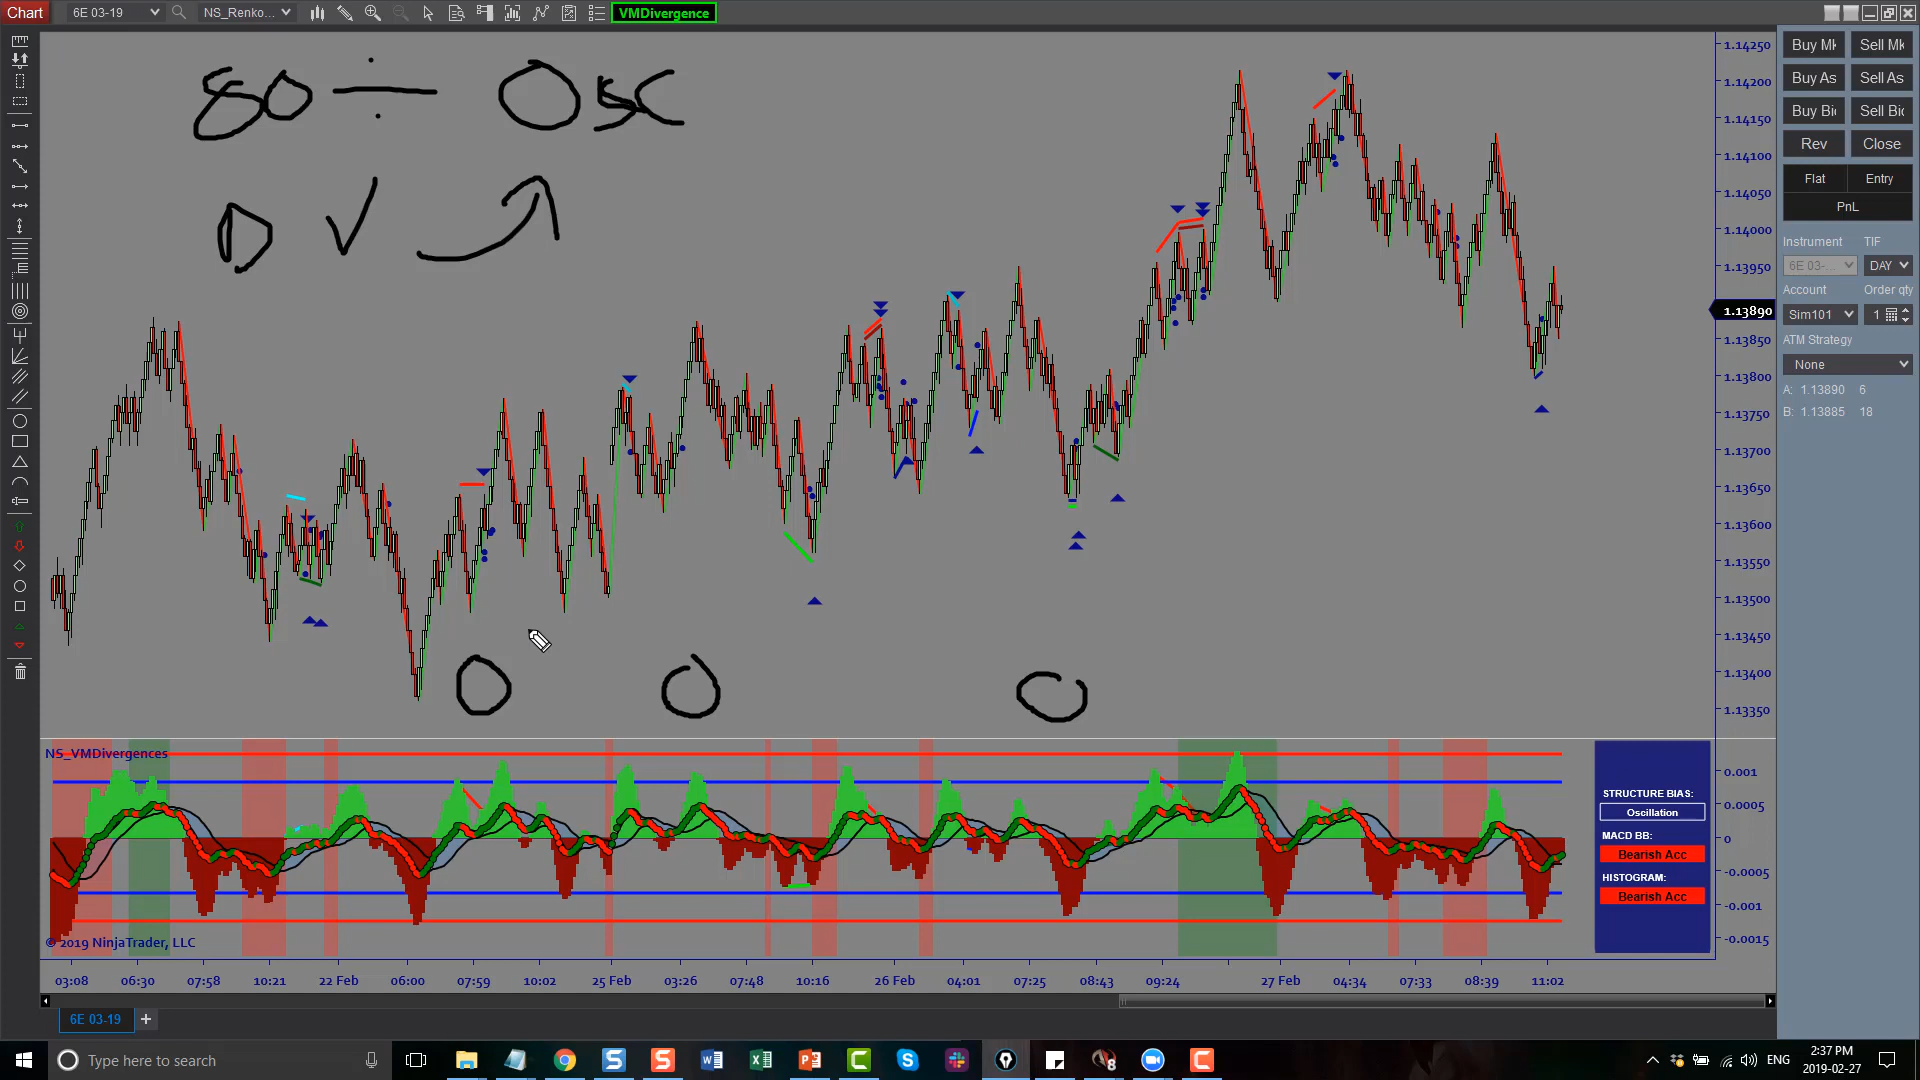 Chart 6E 03-19 NS_Renko... VMDivergence
80 ÷ Osc
D ✓
1.14250
1.14200
1.14150
1.14100
1.14050
1.14000
1.13950
1.13890
1.13850
1.13800
1.13750
1.13700
1.13650
1.13600
1.13550
1.13500
1.13450
1.13400
1.13350
Buy Mk Sell Mk
Buy As Sell As
Buy Bi Sell Bi
Rev Close
Flat Entry
PnL
Instrument TIF
6E 03-... DAY
Account Order qty
Sim101 1
ATM Strategy
None
A: 1.13890 6
B: 1.13885 18
NS_VMDivergences
STRUCTURE BIAS:
Oscillation
MACD BB:
Bearish Acc
HISTOGRAM:
Bearish Acc
0.001
0.0005
0
-0.0005
-0.001
-0.0015
© 2019 NinjaTrader, LLC
03:08 06:30 07:58 10:21 22 Feb 06:00 07:59 10:02 25 Feb 03:26 07:48 10:16 26 Feb 04:01 07:25 08:43 09:24 27 Feb 04:34 07:33 08:39 11:02
6E 03-19 +
Type here to search
ENG
2:37 PM
2019-02-27